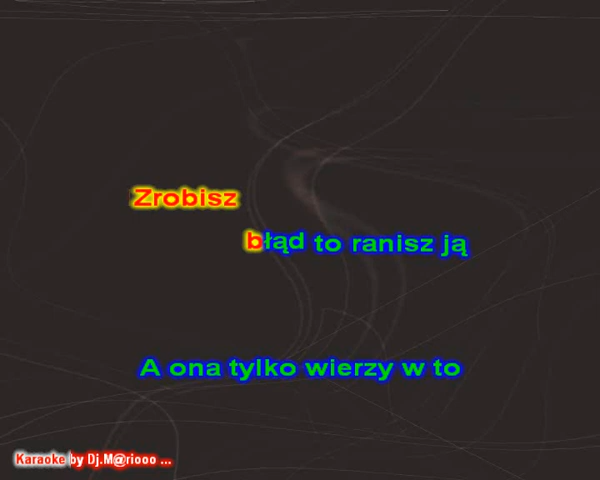 Zrobisz
błąd to ranisz ją
A ona tylko wierzy w to
Karaoke by Dj.M@riooo ...